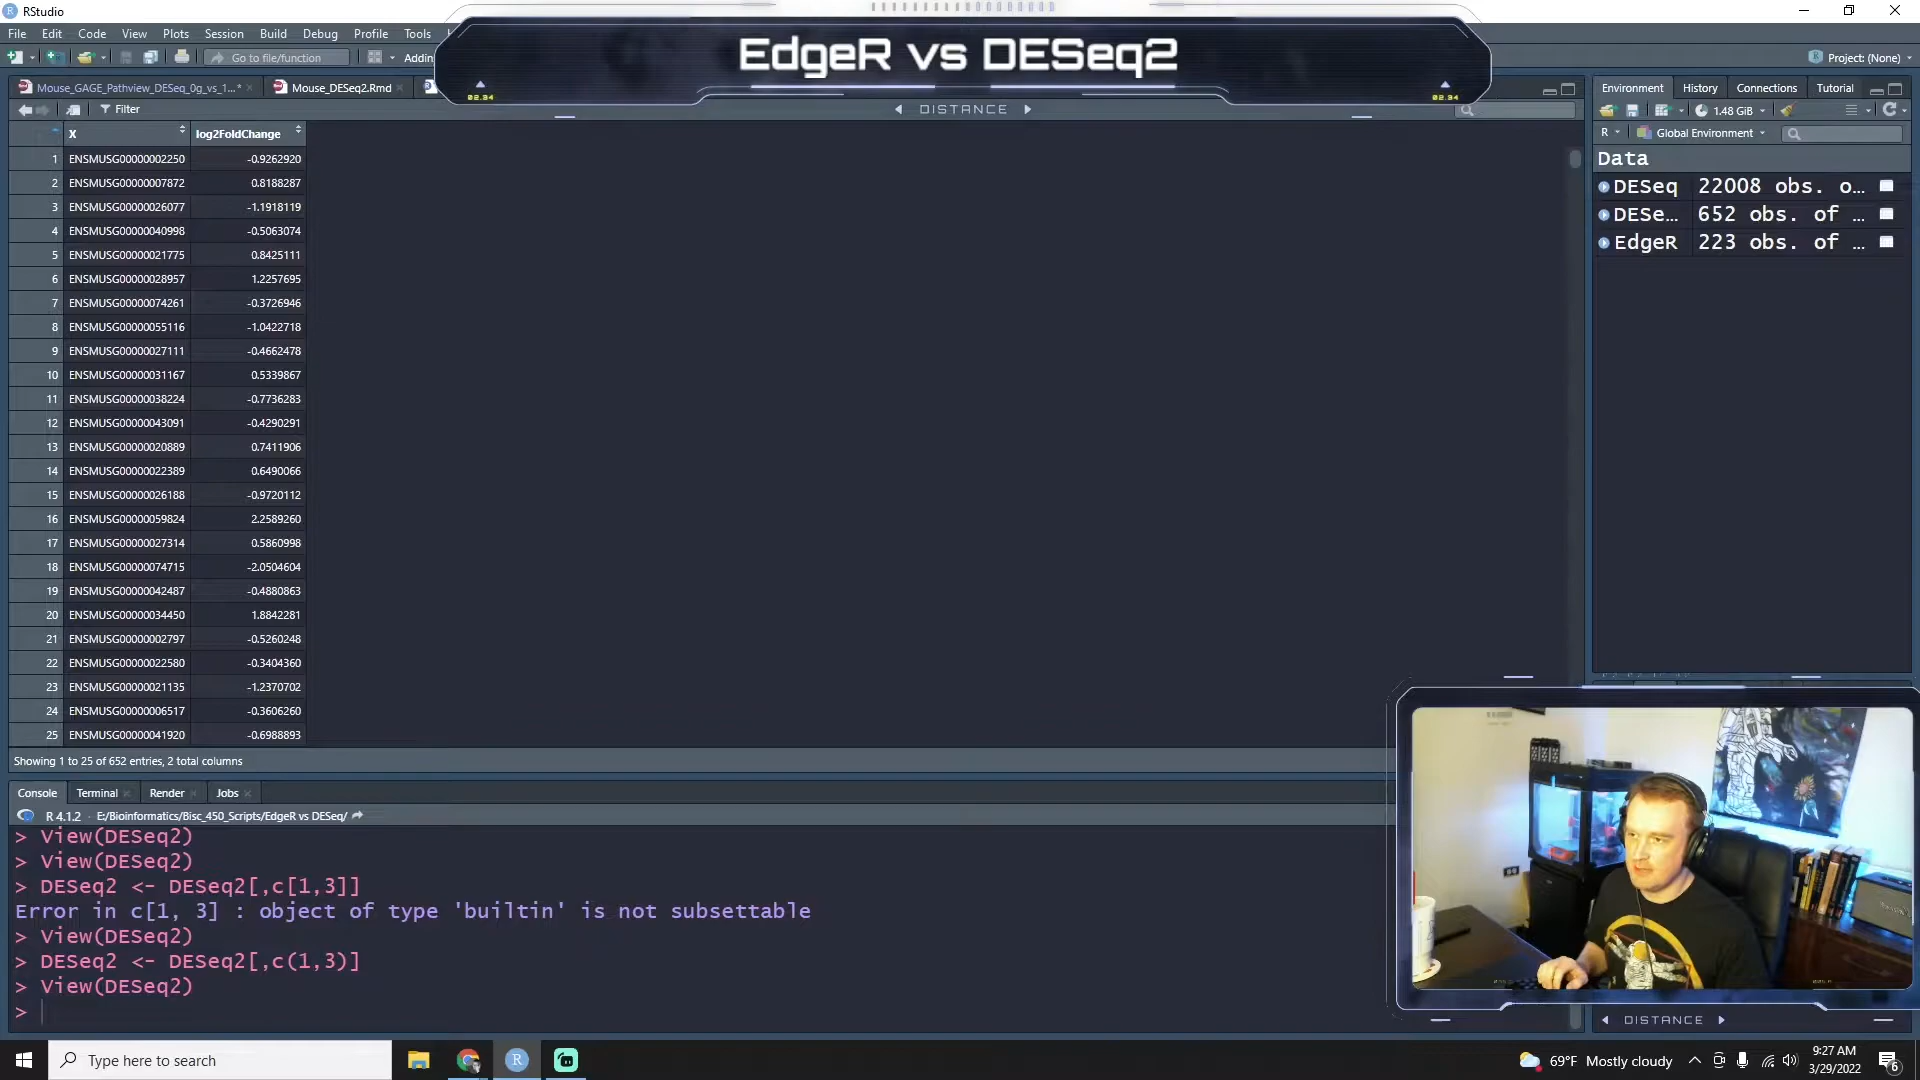 RStudio
File Edit Code View Plots Session Build Debug Profile Tools
Go to file/function
Addin
Project: (None)
EdgeR vs DESeq2
02.94
02.94
DISTANCE
Mouse_GAGE_Pathview_DESeq_0g_vs_1...*
Mouse_DESeq2.Rmd
Filter
X log2FoldChange
1 ENSMUSG00000002250 -0.9262920
2 ENSMUSG00000007872 0.8188287
3 ENSMUSG00000026077 -1.1918119
4 ENSMUSG00000040998 -0.5063074
5 ENSMUSG00000021775 0.8425111
6 ENSMUSG00000028957 1.2257695
7 ENSMUSG00000074261 -0.3726946
8 ENSMUSG00000055116 -1.0422718
9 ENSMUSG00000027111 -0.4662478
10 ENSMUSG00000031167 0.5339867
11 ENSMUSG00000038224 -0.7736283
12 ENSMUSG00000043091 -0.4290291
13 ENSMUSG00000020889 0.7411906
14 ENSMUSG00000022389 0.6490066
15 ENSMUSG00000026188 -0.9720112
16 ENSMUSG00000059824 2.2589260
17 ENSMUSG00000027314 0.5860998
18 ENSMUSG00000074715 -2.0504604
19 ENSMUSG00000042487 -0.4880863
20 ENSMUSG00000034450 1.8842281
21 ENSMUSG00000002797 -0.5260248
22 ENSMUSG00000022580 -0.3404360
23 ENSMUSG00000021135 -1.2370702
24 ENSMUSG00000006517 -0.3606260
25 ENSMUSG00000041920 -0.6988893
Showing 1 to 25 of 652 entries, 2 total columns
Environment History Connections Tutorial
1.48 GiB
R Global Environment
Data
DESeq 22008 obs. o...
DESe... 652 obs. of ...
EdgeR 223 obs. of ...
Console Terminal Render Jobs
R 4.1.2 · E:/Bioinformatics/Bisc_450_Scripts/EdgeR vs DESeq/
> View(DESeq2)
> View(DESeq2)
> DESeq2 <- DESeq2[,c[1,3]]
Error in c[1, 3] : object of type 'builtin' is not subsettable
> View(DESeq2)
> DESeq2 <- DESeq2[,c(1,3)]
> View(DESeq2)
>
DISTANCE
Type here to search
69°F Mostly cloudy
9:27 AM
3/29/2022
6